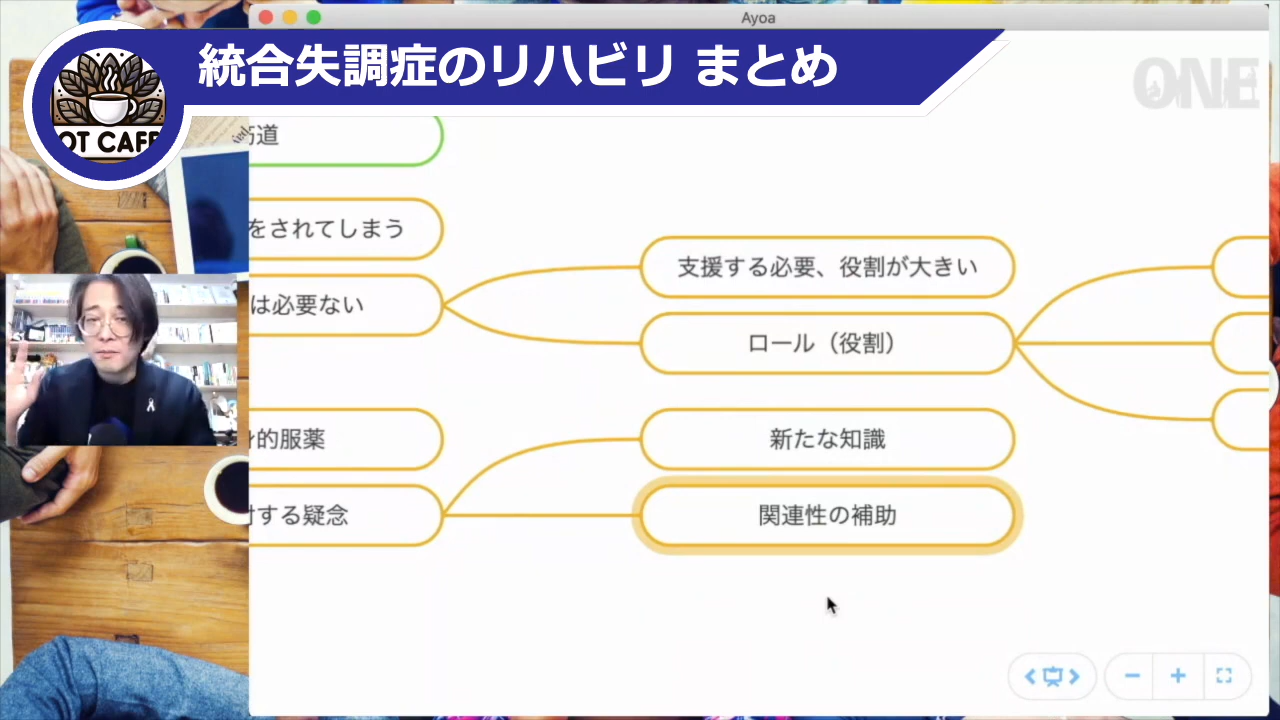 Ayoa
統合失調症のリハビリ まとめ
ONE
OT CAFE
道
をされてしまう
支援する必要、役割が大きい
は必要ない
ロール（役割）
的服薬
新たな知識
する疑念
関連性の補助